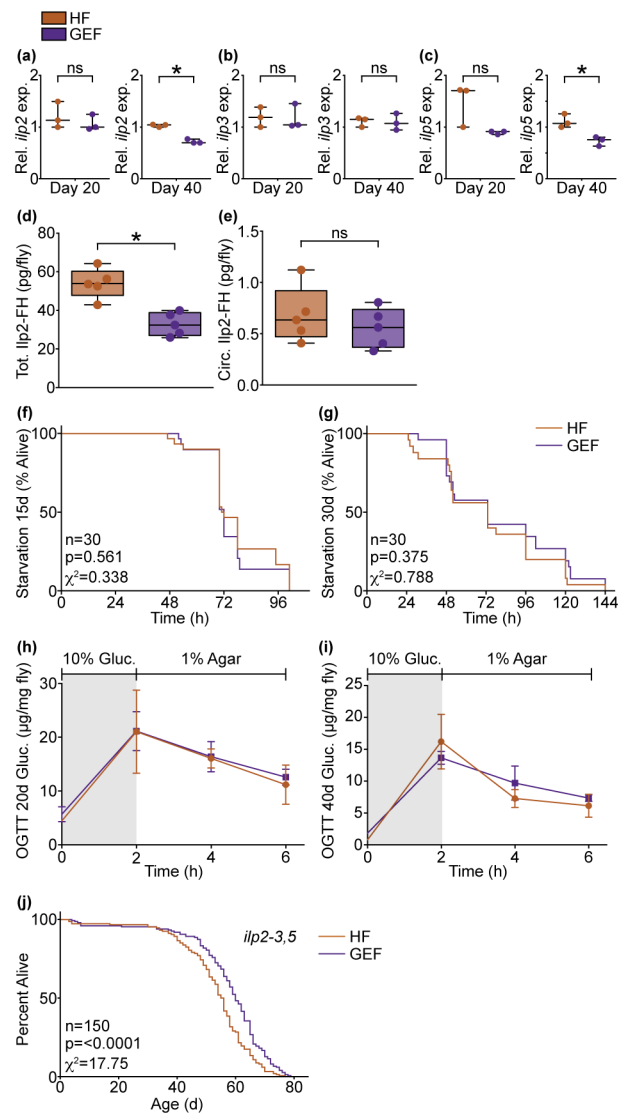 HF
GEF
(a) (b) (c)
ns * ns ns ns *
Rel. ilp2 exp. 2 1 0 Day 20
Rel. ilp2 exp. 2 1 0 Day 40
Rel. ilp3 exp. 2 1 0 Day 20
Rel. ilp3 exp. 2 1 0 Day 40
Rel. ilp5 exp. 2 1 0 Day 20
Rel. ilp5 exp. 2 1 0 Day 40
(d) *
Tot. Ilp2-FH (pg/fly)
80 60 40 20 0
(e) ns
Circ. Ilp2-FH (pg/fly)
1.5 1.0 0.5 0.0
(f)
Starvation 15d (% Alive)
100 50 0
n=30
p=0.561
χ²=0.338
0 24 48 72 96
Time (h)
(g)
HF
GEF
Starvation 30d (% Alive)
100 50 0
n=30
p=0.375
χ²=0.788
0 24 48 72 96 120 144
Time (h)
(h)
10% Gluc. 1% Agar
OGTT 20d Gluc. (µg/mg fly)
30 20 10 0
0 2 4 6
Time (h)
(i)
10% Gluc. 1% Agar
OGTT 40d Gluc. (µg/mg fly)
25 20 15 10 5 0
0 2 4 6
Time (h)
(j)
ilp2-3,5
HF
GEF
Percent Alive
100 50 0
n=150
p=<0.0001
χ²=17.75
0 20 40 60 80
Age (d)